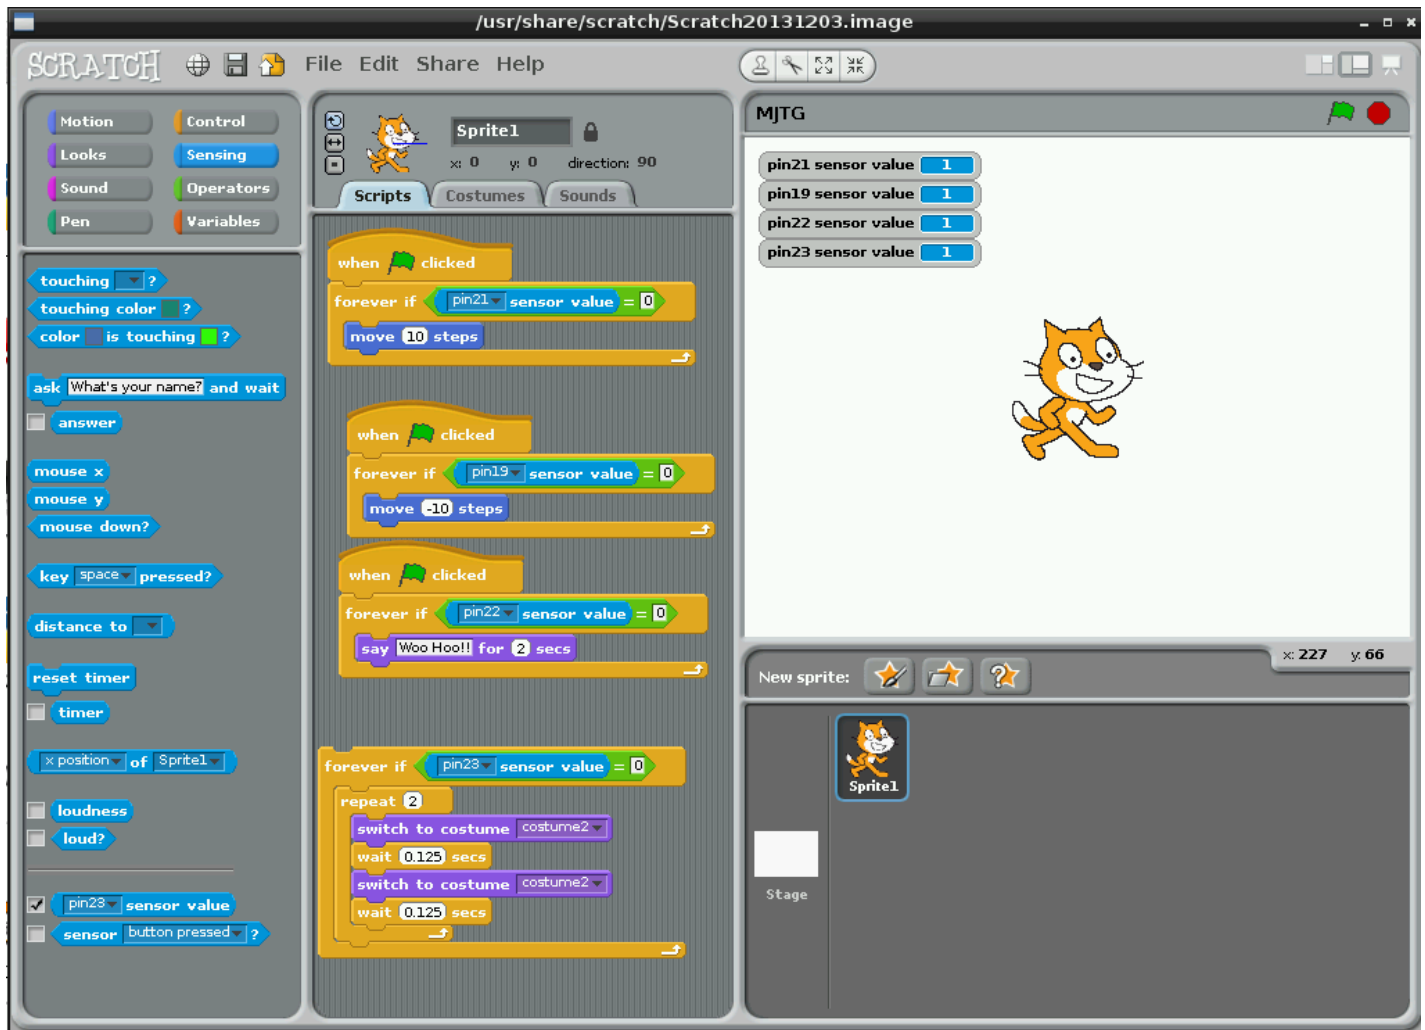 /usr/share/scratch/Scratch20131203.image
SCRATCH File Edit Share Help
Motion Control
Looks Sensing
Sound Operators
Pen Variables
touching ?
touching color ?
color is touching ?
ask What's your name? and wait
answer
mouse x
mouse y
mouse down?
key space pressed?
distance to
reset timer
timer
x position of Sprite1
loudness
loud?
pin23 sensor value
sensor button pressed ?
Sprite1
x: 0 y: 0 direction: 90
Scripts Costumes Sounds
when clicked
forever if pin21 sensor value = 0
move 10 steps
when clicked
forever if pin19 sensor value = 0
move -10 steps
when clicked
forever if pin22 sensor value = 0
say Woo Hoo!! for 2 secs
forever if pin23 sensor value = 0
repeat 2
switch to costume costume2
wait 0.125 secs
switch to costume costume2
wait 0.125 secs
MJTG
pin21 sensor value 1
pin19 sensor value 1
pin22 sensor value 1
pin23 sensor value 1
x: 227 y: 66
New sprite:
Sprite1
Stage